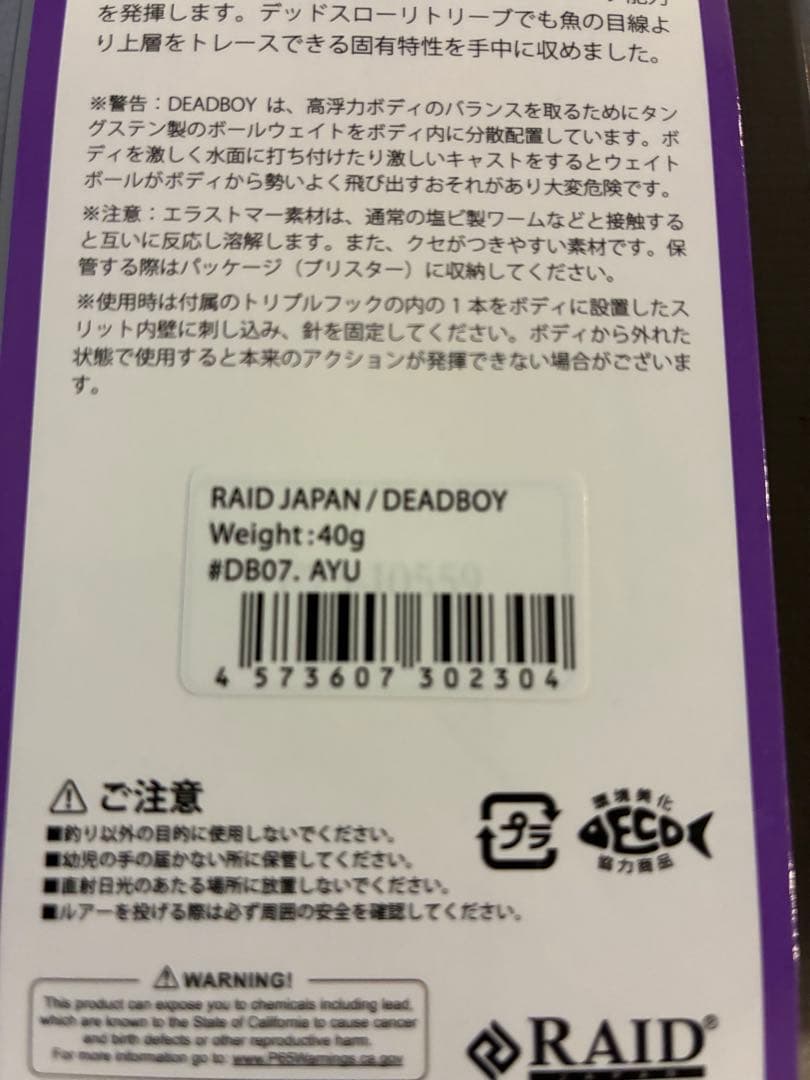 を発揮します。デッドスローリトリーブでも魚の目線よ
り上層をトレースできる固有特性を手中に収めました。
※警告：DEADBOY は、高浮力ボディのバランスを取るためにタン
グステン製のボールウェイトをボディ内に分散配置しています。ボ
ディを激しく水面に打ち付けたり激しいキャストをするとウェイト
ボールがボディから勢いよく飛び出すおそれがあり大変危険です。
※注意：エラストマー素材は、通常の塩ビ製ワームなどと接触する
と互いに反応し溶解します。また、クセがつきやすい素材です。保
管する際はパッケージ（ブリスター）に収納してください。
※使用時は付属のトリプルフックの内の１本をボディに設置したス
リット内壁に刺し込み、針を固定してください。ボディから外れた
状態で使用すると本来のアクションが発揮できない場合がございま
す。
RAID JAPAN / DEADBOY
Weight :40g
#DB07. AYU
4 573607 302304
⚠ご注意
■釣り以外の目的に使用しないでください。
■幼児の手の届かない所に保管してください。
■直射日光のあたる場所に放置しないでください。
■ルアーを投げる際は必ず周囲の安全を確認してください。
プラ
環境美化
ECO
協力商品
⚠WARNING!
This product can expose you to chemicals including lead,
which are known to the State of California to cause cancer
and birth defects or other reproductive harm.
For more information go to: www.P65Warnings.ca.gov
RAID®
JAPAN